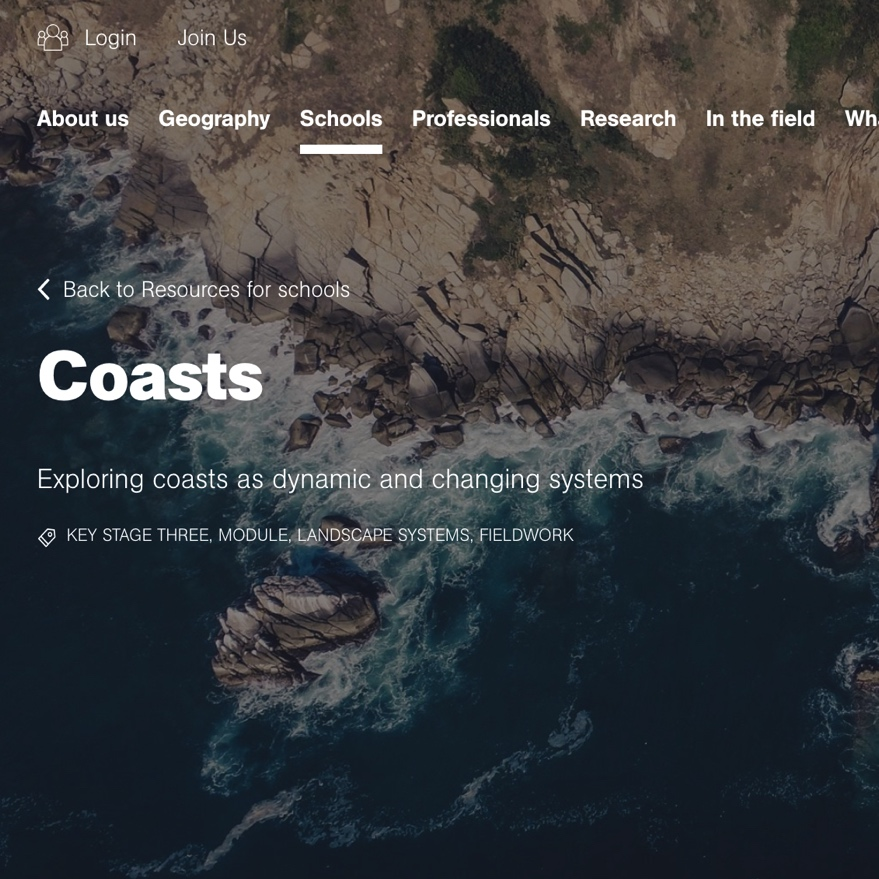 Login Join Us
About us Geography Schools Professionals Research In the field
Back to Resources for schools
Coasts
Exploring coasts as dynamic and changing systems
KEY STAGE THREE, MODULE, LANDSCAPE SYSTEMS, FIELDWORK